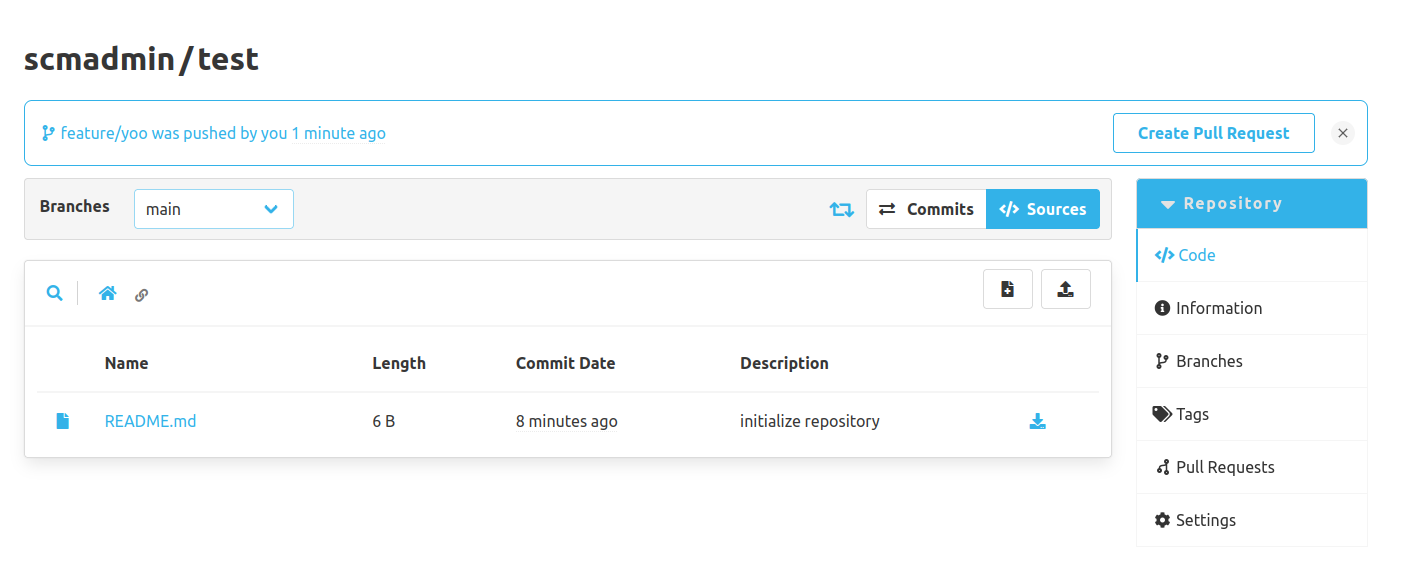 scmadmin/test
feature/yoo was pushed by you 1 minute ago
Create Pull Request
Branches
main
Commits
Sources
Repository
Code
Information
Branches
Tags
Pull Requests
Settings
Name Length Commit Date Description
README.md 6 B 8 minutes ago initialize repository